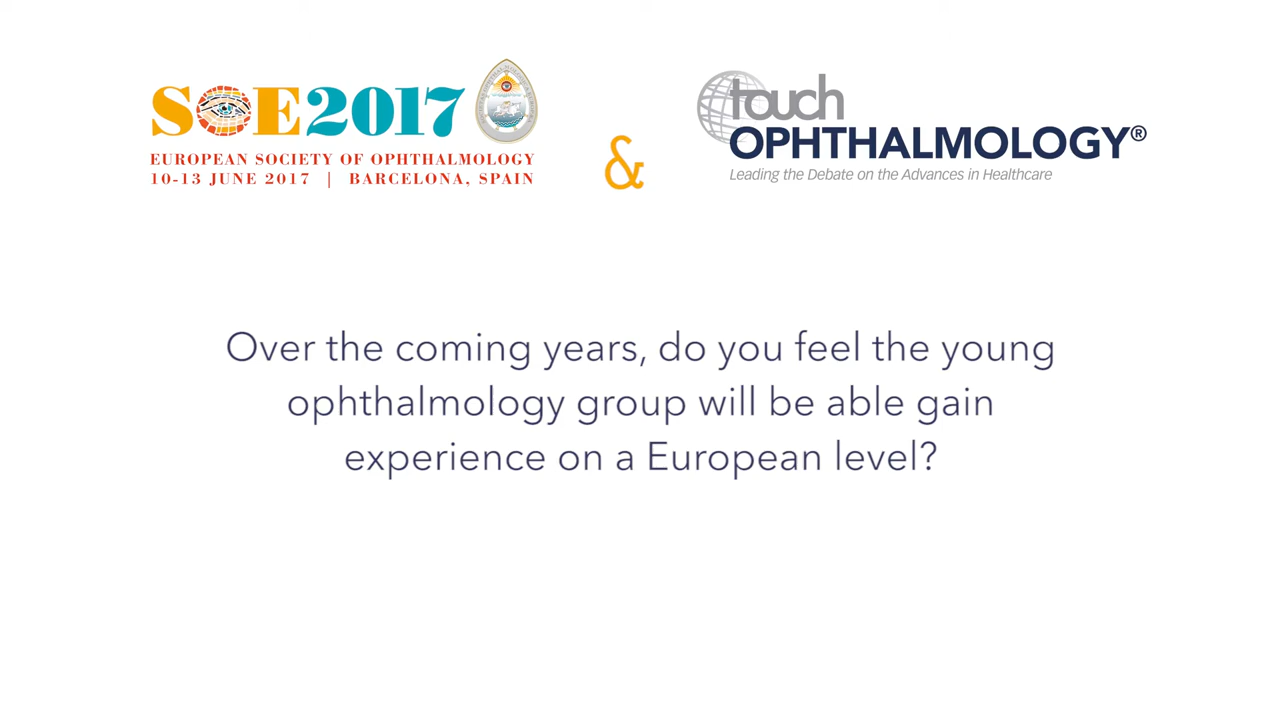 SOE2017
EUROPEAN SOCIETY OF OPHTHALMOLOGY
10-13 JUNE 2017 | BARCELONA, SPAIN
&
touch
OPHTHALMOLOGY®
Leading the Debate on the Advances in Healthcare
Over the coming years, do you feel the young
ophthalmology group will be able gain
experience on a European level?